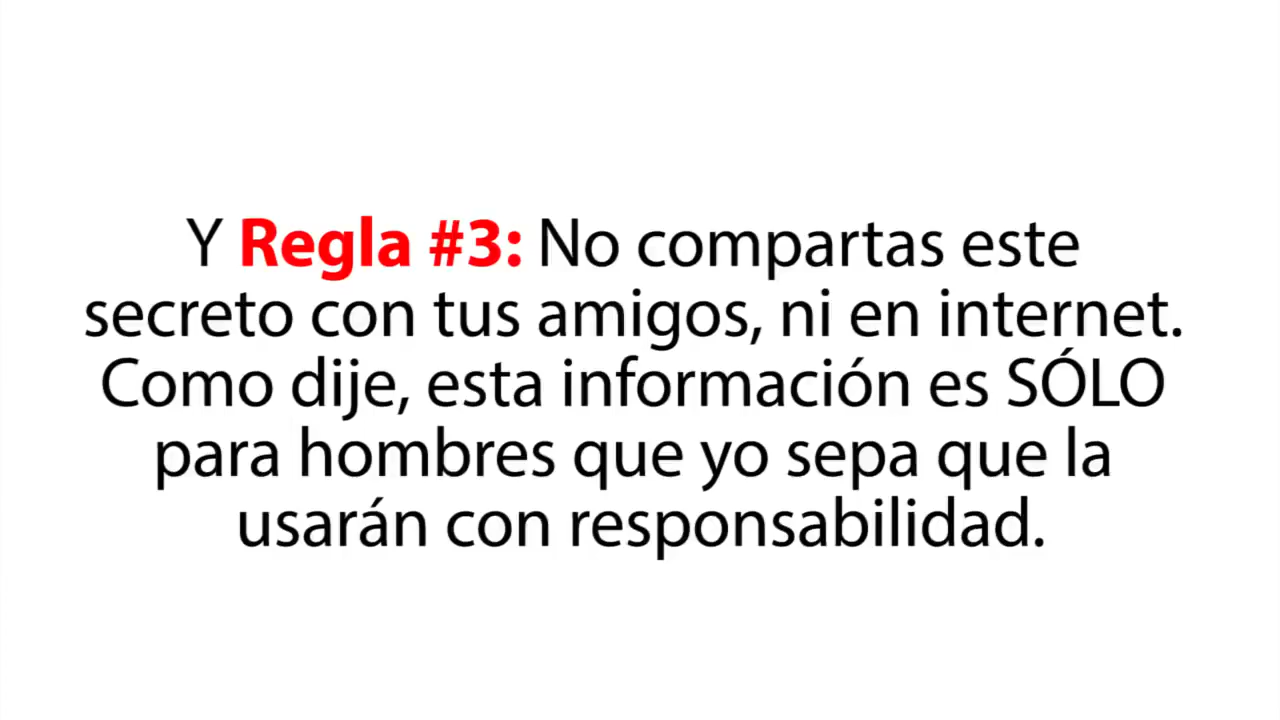 Y Regla #3: No compartas este
secreto con tus amigos, ni en internet.
Como dije, esta información es SÓLO
para hombres que yo sepa que la
usarán con responsabilidad.